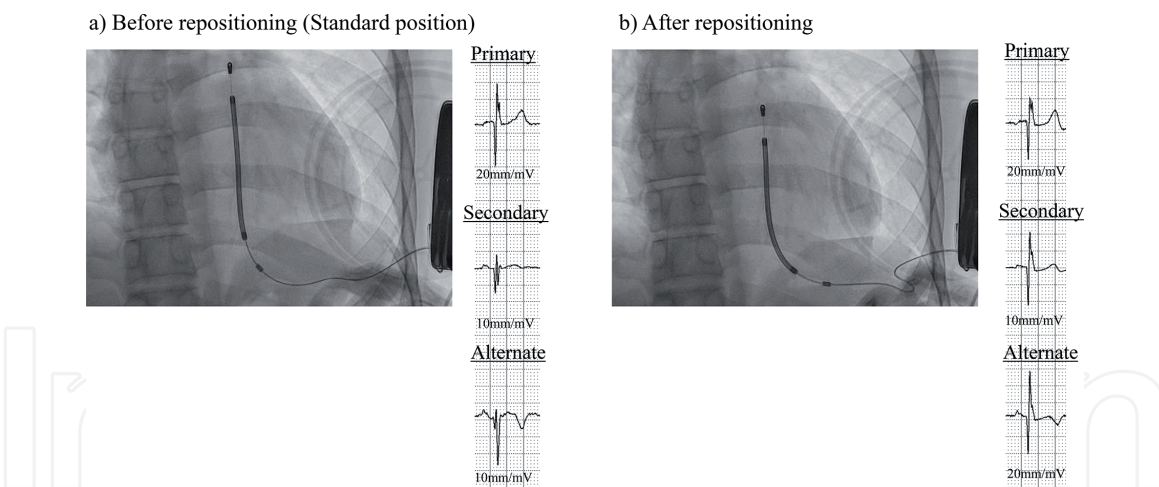 a) Before repositioning (Standard position)
Primary
20mm/mV
Secondary
10mm/mV
Alternate
10mm/mV
b) After repositioning
Primary
20mm/mV
Secondary
10mm/mV
Alternate
20mm/mV